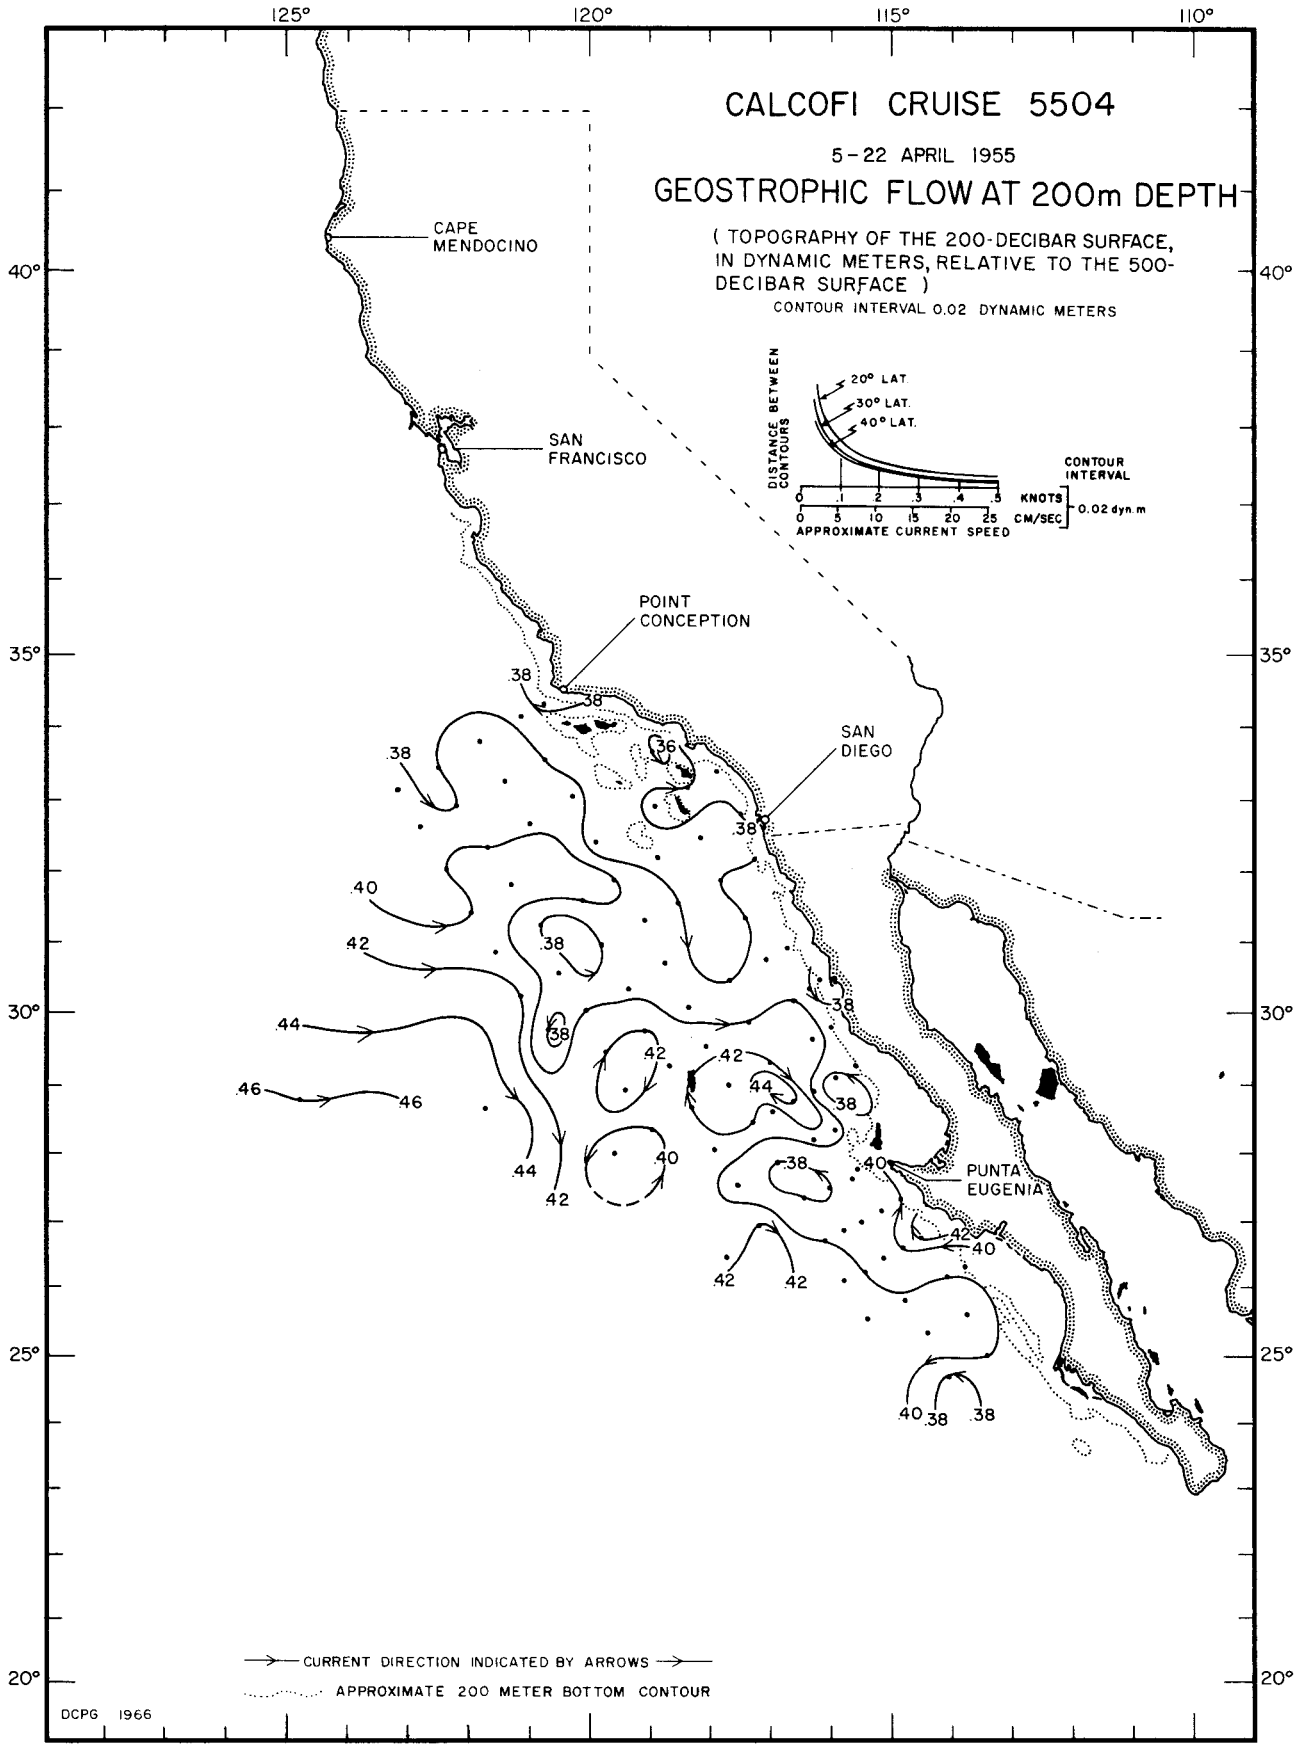 125° 120° 115° 110°
CALCOFI CRUISE 5504
5-22 APRIL 1955
GEOSTROPHIC FLOW AT 200m DEPTH
( TOPOGRAPHY OF THE 200-DECIBAR SURFACE,
IN DYNAMIC METERS, RELATIVE TO THE 500-
DECIBAR SURFACE )
CONTOUR INTERVAL 0.02 DYNAMIC METERS
CAPE
MENDOCINO
40° 40°
DISTANCE BETWEEN
CONTOURS
20° LAT.
30° LAT.
40° LAT.
CONTOUR
INTERVAL
0 .1 .2 .3 .4 .5 KNOTS
0 5 10 15 20 25 CM/SEC
0.02 dyn.m
APPROXIMATE CURRENT SPEED
SAN
FRANCISCO
POINT
CONCEPTION
35° 35°
.38
.38
SAN
DIEGO
.36
.38
.38
.40
.42
.38
.38
30° 30°
.44
.38
.42
.42
.46
.46
.44
.38
.40
.38
.40
PUNTA
EUGENIA
.44
.42
.42
.40
.42
.42
25° 25°
.40
.38
.38
CURRENT DIRECTION INDICATED BY ARROWS
20° 20°
APPROXIMATE 200 METER BOTTOM CONTOUR
DCPG 1966